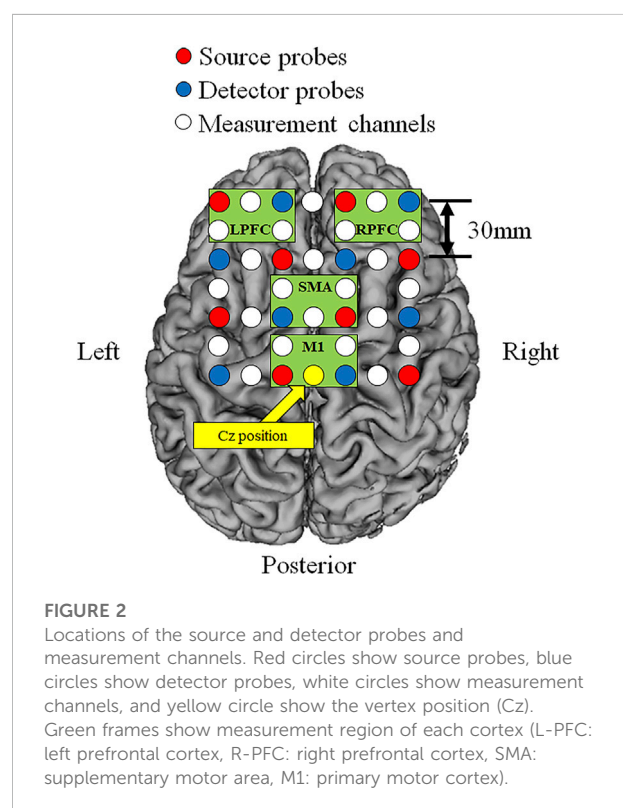 Source probes
Detector probes
Measurement channels
LPFC
RPFC
30mm
SMA
Left
M1
Right
Cz position
Posterior
FIGURE 2
Locations of the source and detector probes and
measurement channels. Red circles show source probes, blue
circles show detector probes, white circles show measurement
channels, and yellow circle show the vertex position (Cz).
Green frames show measurement region of each cortex (L-PFC:
left prefrontal cortex, R-PFC: right prefrontal cortex, SMA:
supplementary motor area, M1: primary motor cortex).